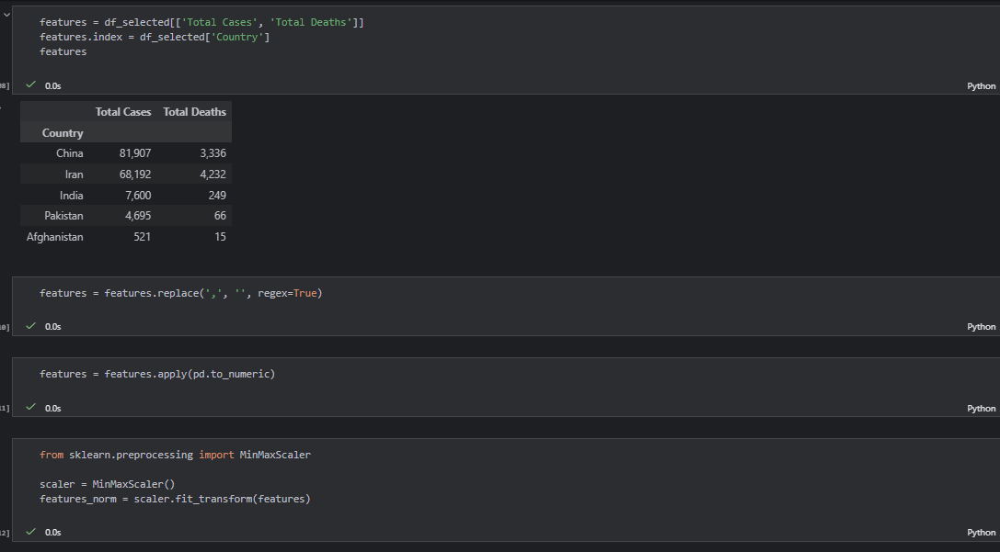 features = df_selected[['Total Cases', 'Total Deaths']]
features.index = df_selected['Country']
features
0.0s
Python
Total Cases Total Deaths
Country
China 81,907 3,336
Iran 68,192 4,232
India 7,600 249
Pakistan 4,695 66
Afghanistan 521 15
features = features.replace(',', '', regex=True)
0.0s
Python
features = features.apply(pd.to_numeric)
0.0s
Python
from sklearn.preprocessing import MinMaxScaler
scaler = MinMaxScaler()
features_norm = scaler.fit_transform(features)
0.0s
Python